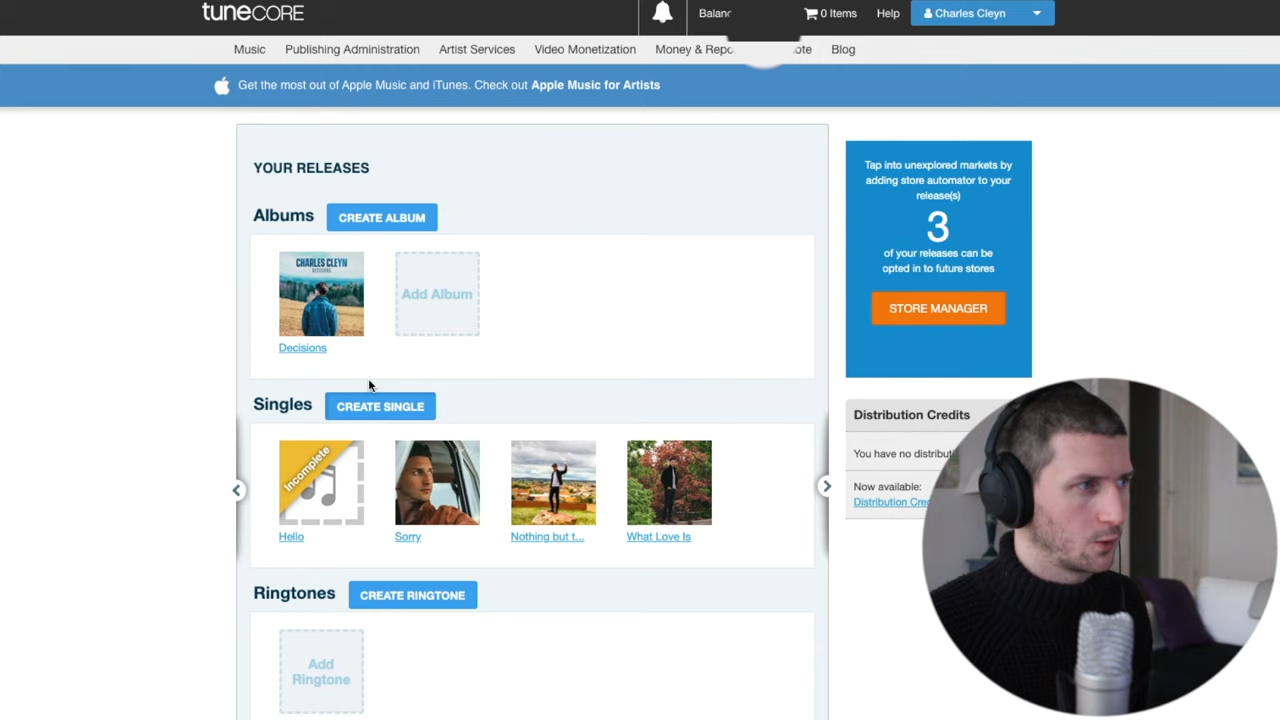 tunecore
Balanc
0 Items
Help
Charles Cleyn
Music
Publishing Administration
Artist Services
Video Monetization
Money & Repo
ote
Blog
Get the most out of Apple Music and iTunes. Check out Apple Music for Artists
YOUR RELEASES
Albums
CREATE ALBUM
CHARLES CLEYN
DECISIONS
Add Album
Decisions
Singles
CREATE SINGLE
Incomplete
Hello
Sorry
Nothing but t...
What Love Is
Ringtones
CREATE RINGTONE
Add
Ringtone
Tap into unexplored markets by
adding store automator to your
release(s)
3
of your releases can be
opted in to future stores
STORE MANAGER
Distribution Credits
You have no distribut
Now available:
Distribution Cre